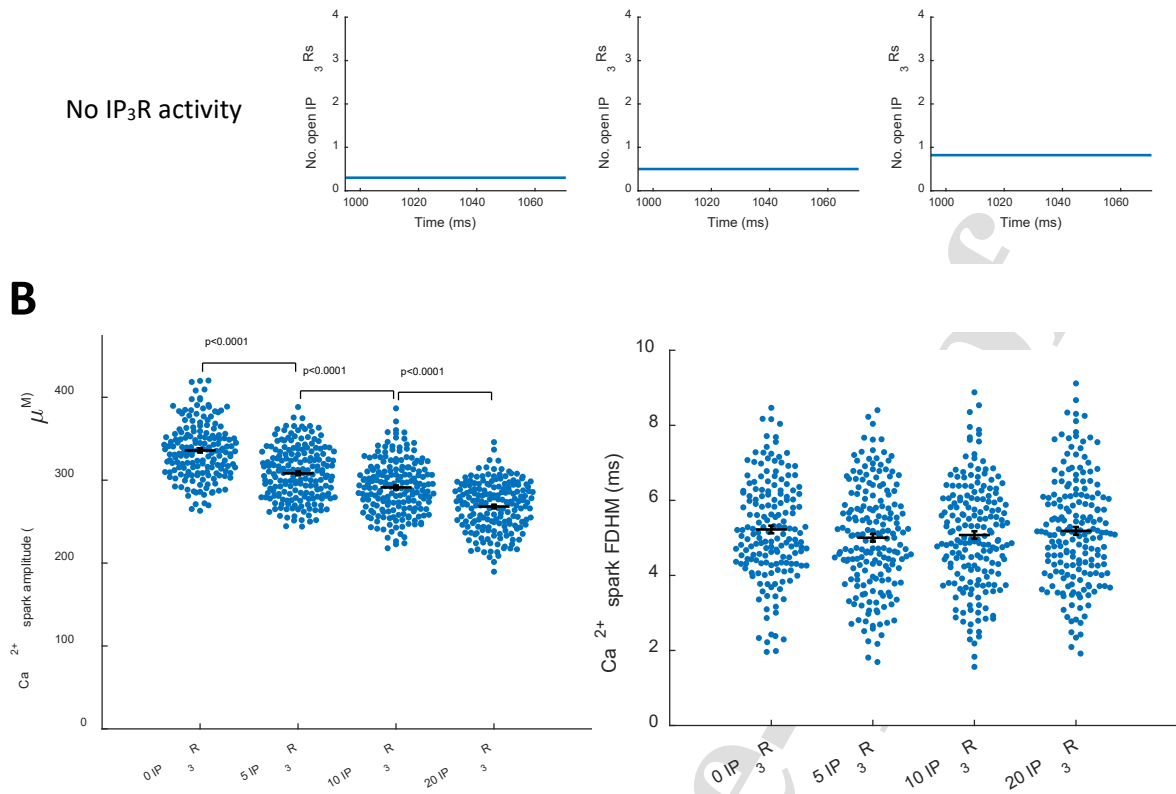 No IP₃R activity
No. open IP 3 Rs
4
3
2
1
0
1000 1020 1040 1060
Time (ms)
No. open IP 3 Rs
4
3
2
1
0
1000 1020 1040 1060
Time (ms)
No. open IP 3 Rs
4
3
2
1
0
1000 1020 1040 1060
Time (ms)
B
Ca 2+ spark amplitude ( μM)
400
300
200
100
0
p<0.0001
p<0.0001
p<0.0001
0 IP 3 R
5 IP 3 R
10 IP 3 R
20 IP 3 R
Ca 2+ spark FDHM (ms)
10
8
6
4
2
0
0 IP 3 R
5 IP 3 R
10 IP 3 R
20 IP 3 R